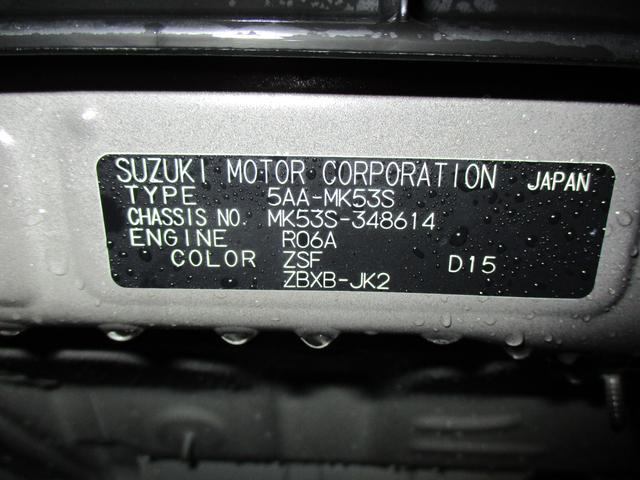 SUZUKI MOTOR CORPORATION JAPAN
TYPE 5AA-MK53S
CHASSIS NO. MK53S-348614
ENGINE R06A
COLOR ZSF D15
ZBXB-JK2